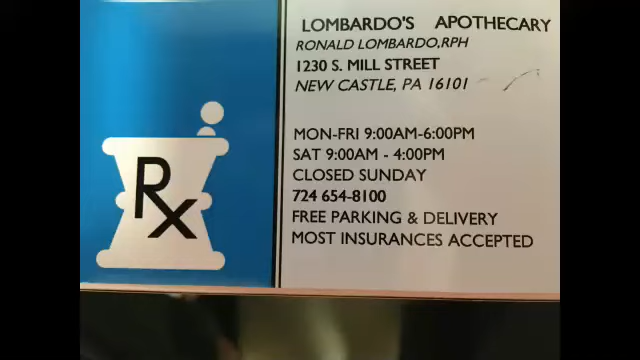 LOMBARDO'S APOTHECARY
RONALD LOMBARDO,RPH
1230 S. MILL STREET
NEW CASTLE, PA 16101
MON-FRI 9:00AM-6:00PM
SAT 9:00AM - 4:00PM
CLOSED SUNDAY
724 654-8100
FREE PARKING & DELIVERY
MOST INSURANCES ACCEPTED
Rx